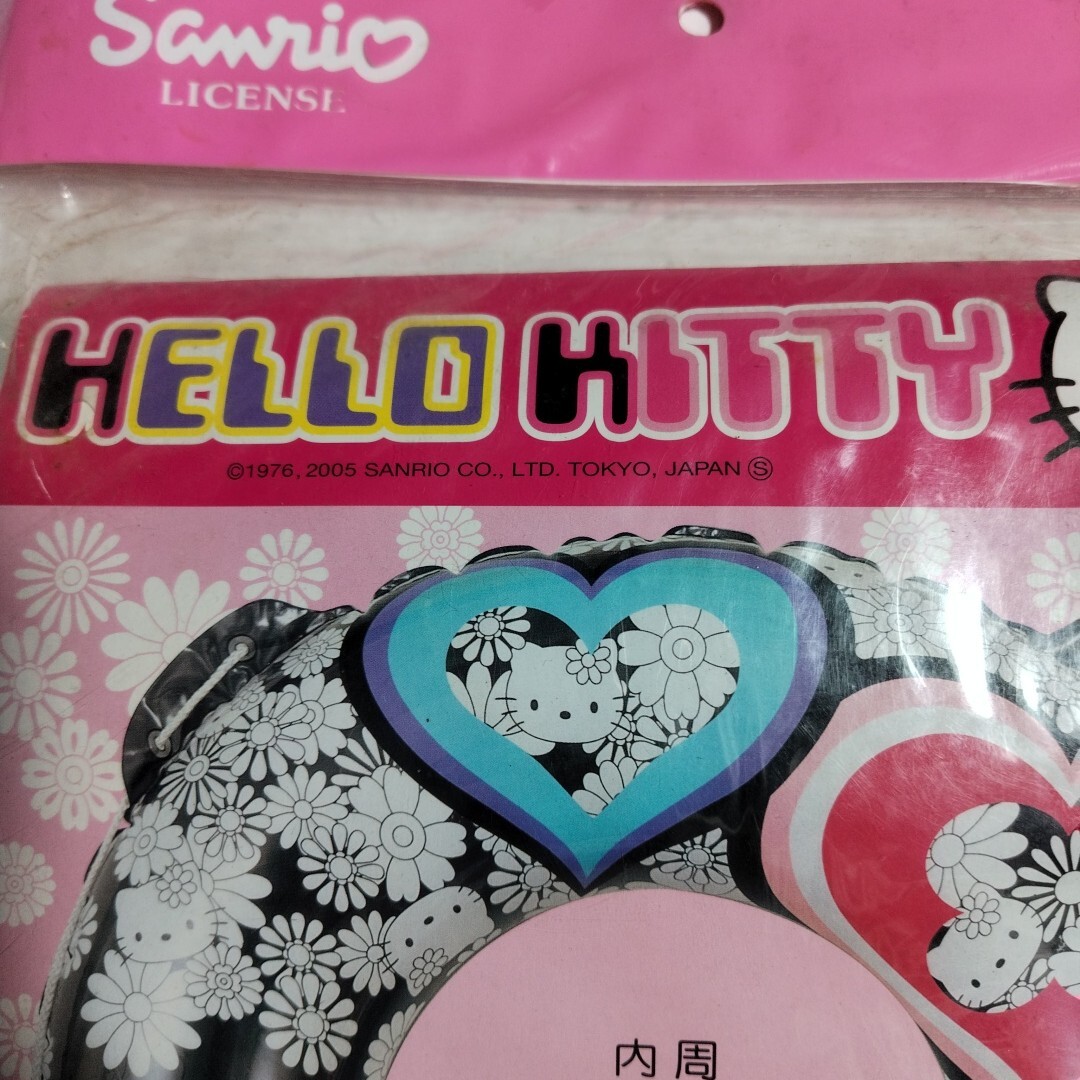 Sanrio
LICENSE
HELLO KITTY
©1976, 2005 SANRIO CO., LTD. TOKYO, JAPAN Ⓢ
内周